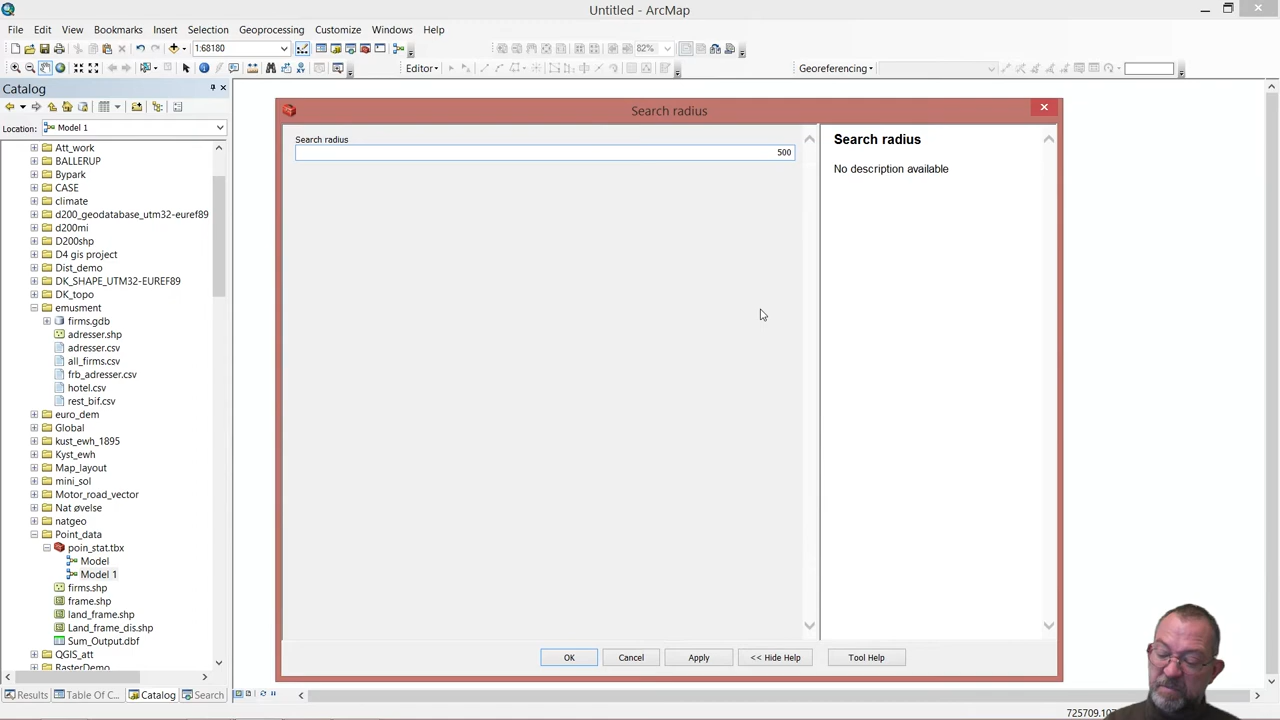 Untitled - ArcMap
File Edit View Bookmarks Insert Selection Geoprocessing Customize Windows Help
1:68180
82%
Editor
Georeferencing
Catalog
Location: Model 1
Att_work
BALLERUP
Bypark
CASE
climate
d200_geodatabase_utm32-euref89
d200mi
D200shp
D4 gis project
Dist_demo
DK_SHAPE_UTM32-EUREF89
DK_topo
emusment
firms.gdb
adresser.shp
adresser.csv
all_firms.csv
frb_adresser.csv
hotel.csv
rest_bif.csv
euro_dem
Global
kust_ewh_1895
Kyst_ewh
Map_layout
mini_sol
Motor_road_vector
Nat øvelse
natgeo
Point_data
poin_stat.tbx
Model
Model 1
firms.shp
frame.shp
land_frame.shp
Land_frame_dis.shp
Sum_Output.dbf
QGIS_att
RasterDemo
Results Table Of C... Catalog Search
Search radius
Search radius
500
Search radius
No description available
OK Cancel Apply << Hide Help Tool Help